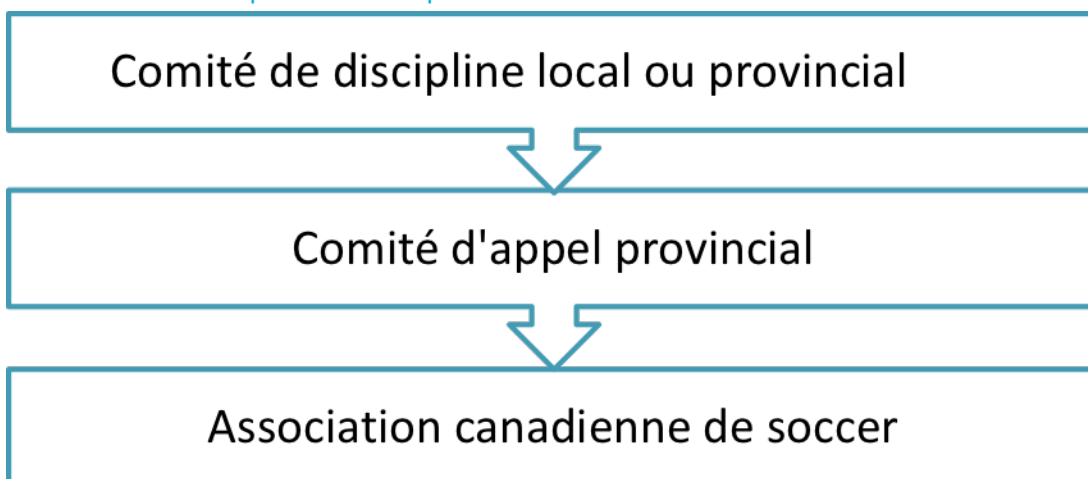 Comité de discipline local ou provincial
Comité d'appel provincial
Association canadienne de soccer